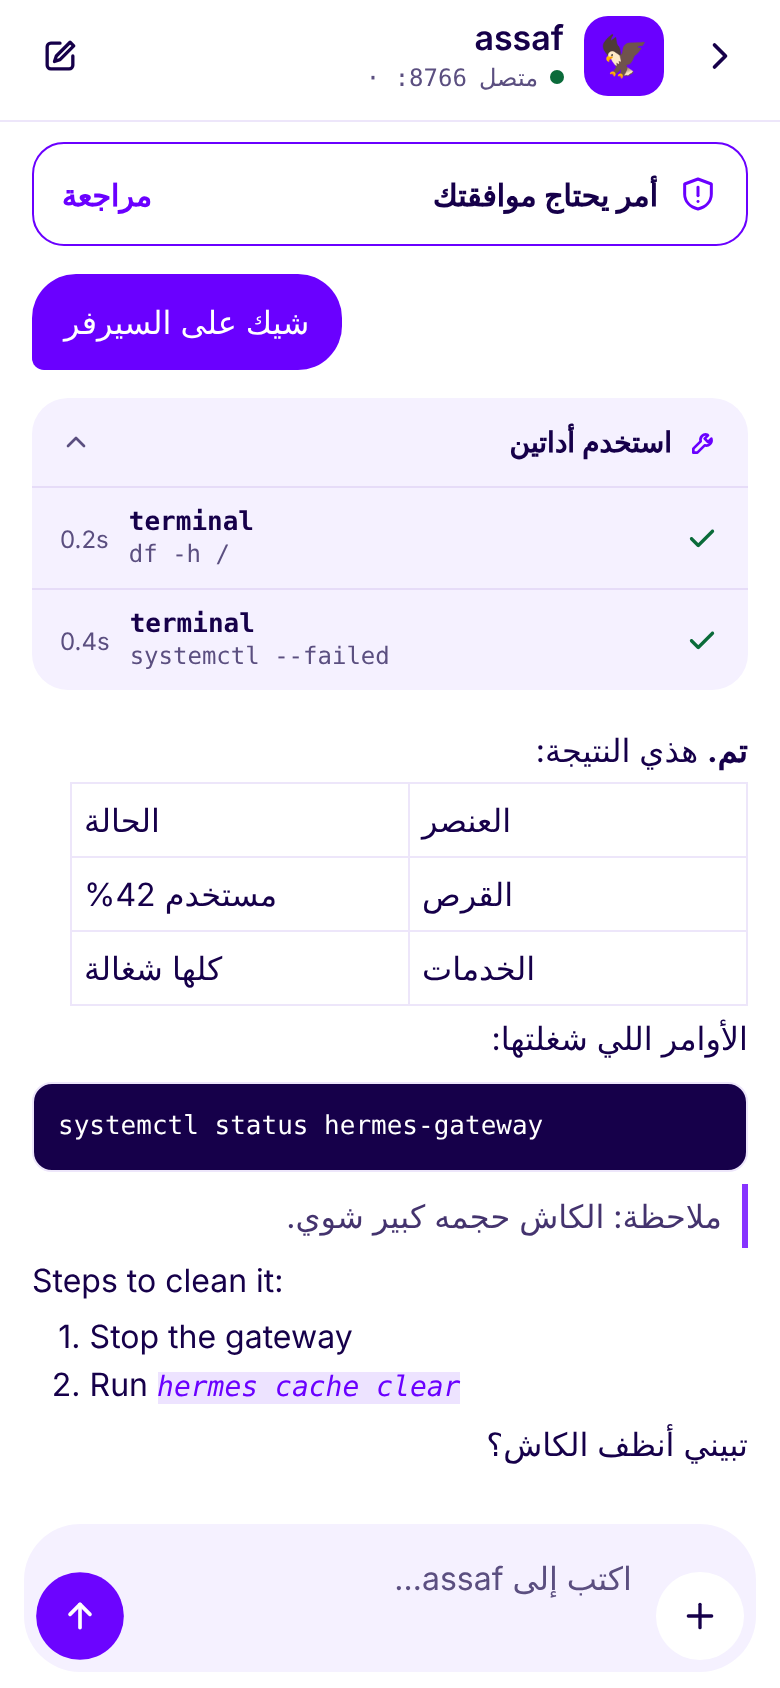 assaf
متصل 8766: ·
أمر يحتاج موافقتك
مراجعة
شيك على السيرفر
استخدم أداتين
terminal
df -h /
0.2s
terminal
systemctl --failed
0.4s
تم. هذي النتيجة:
العنصر الحالة
القرص مستخدم 42%
الخدمات كلها شغالة
الأوامر اللي شغلتها:
systemctl status hermes-gateway
ملاحظة: الكاش حجمه كبير شوي.
Steps to clean it:
1. Stop the gateway
2. Run hermes cache clear
تبيني أنظف الكاش؟
اكتب إلى assaf...